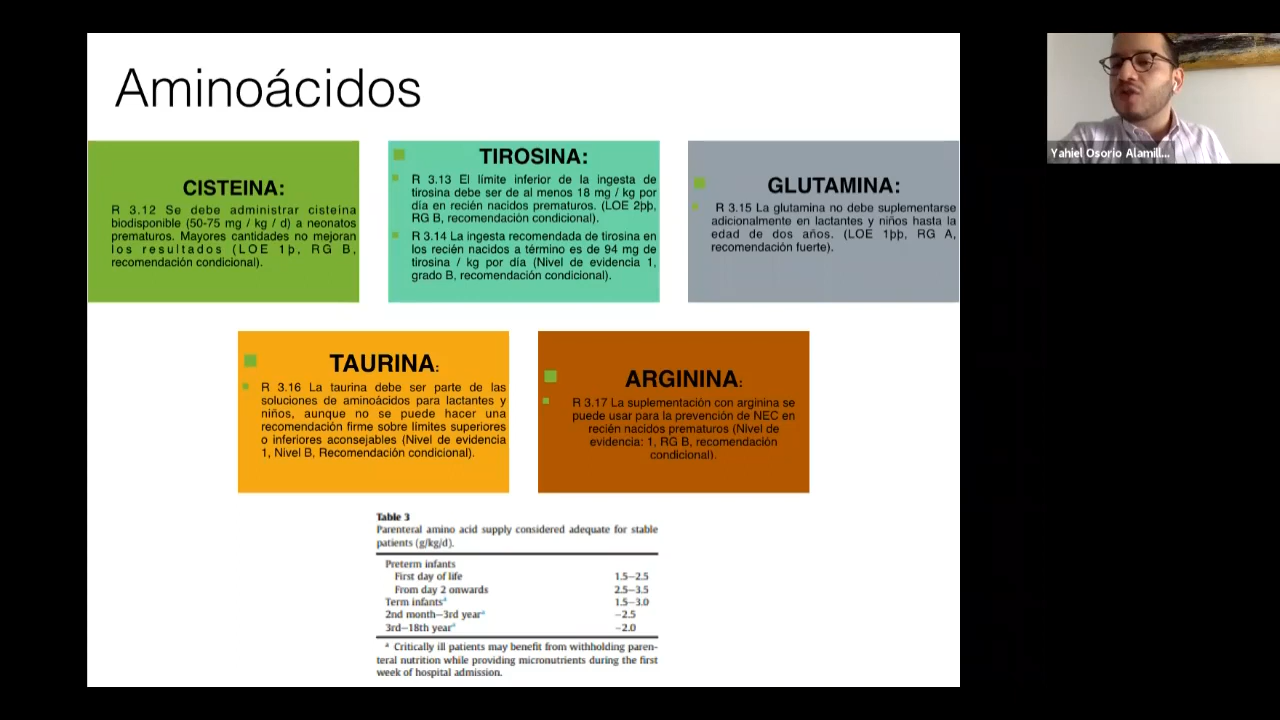 Aminoácidos
CISTEINA:
R 3.12 Se debe administrar cisteína
biodisponible (50-75 mg / kg / d) a neonatos
prematuros. Mayores cantidades no mejoran
los resultados (LOE 1þ, RG B,
recomendación condicional).
TIROSINA:
R 3.13 El límite inferior de la ingesta de
tirosina debe ser de al menos 18 mg / kg por
día en recién nacidos prematuros. (LOE 2þþ,
RG B, recomendación condicional).
R 3.14 La ingesta recomendada de tirosina en
los recién nacidos a término es de 94 mg de
tirosina / kg por día (Nivel de evidencia 1,
grado B, recomendación condicional).
GLUTAMINA:
R 3.15 La glutamina no debe suplementarse
adicionalmente en lactantes y niños hasta la
edad de dos años. (LOE 1þþ, RG A,
recomendación fuerte).
TAURINA:
R 3.16 La taurina debe ser parte de las
soluciones de aminoácidos para lactantes y
niños, aunque no se puede hacer una
recomendación firme sobre límites superiores
o inferiores aconsejables (Nivel de evidencia
1, Nivel B, Recomendación condicional).
ARGININA:
R 3.17 La suplementación con arginina se
puede usar para la prevención de NEC en
recién nacidos prematuros (Nivel de
evidencia: 1, RG B, recomendación
condicional).
Table 3
Parenteral amino acid supply considered adequate for stable
patients (g/kg/d).
Preterm infants
First day of life 1.5–2.5
From day 2 onwards 2.5–3.5
Term infantsª 1.5–3.0
2nd month–3rd yearª –2.5
3rd–18th yearª –2.0
ª Critically ill patients may benefit from withholding paren-
teral nutrition while providing micronutrients during the first
week of hospital admission.
Yahiel Osorio Alamill...